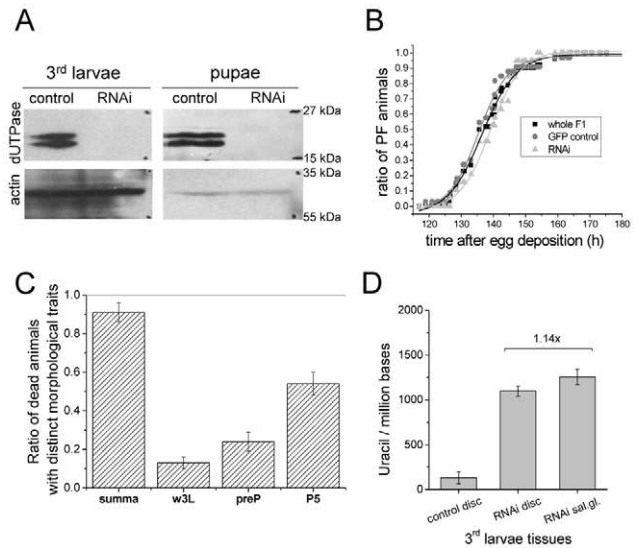 A
3rd larvae
pupae
control
RNAi
control
RNAi
dUTPase
27 kDa
15 kDa
actin
35 kDa
55 kDa
B
ratio of PF animals
1.0
0.9
0.8
0.7
0.6
0.5
0.4
0.3
0.2
0.1
0.0
whole F1
GFP control
RNAi
120 130 140 150 160 170 180
time after egg deposition (h)
C
Ratio of dead animals
with distinct morphological traits
1.0
0.8
0.6
0.4
0.2
0.0
summa w3L preP P5
D
Uracil / million bases
2000
1500
1000
500
0
1.14x
control disc
RNAi disc
RNAi sal.gl.
3rd larvae tissues